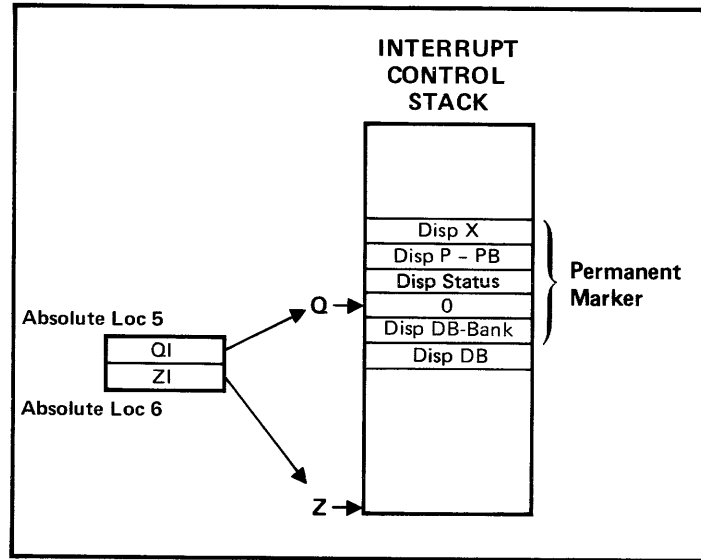 INTERRUPT
CONTROL
STACK
Disp X
Disp P – PB
Disp Status
0
Disp DB-Bank
Disp DB
Permanent
Marker
Q
Absolute Loc 5
QI
ZI
Absolute Loc 6
Z